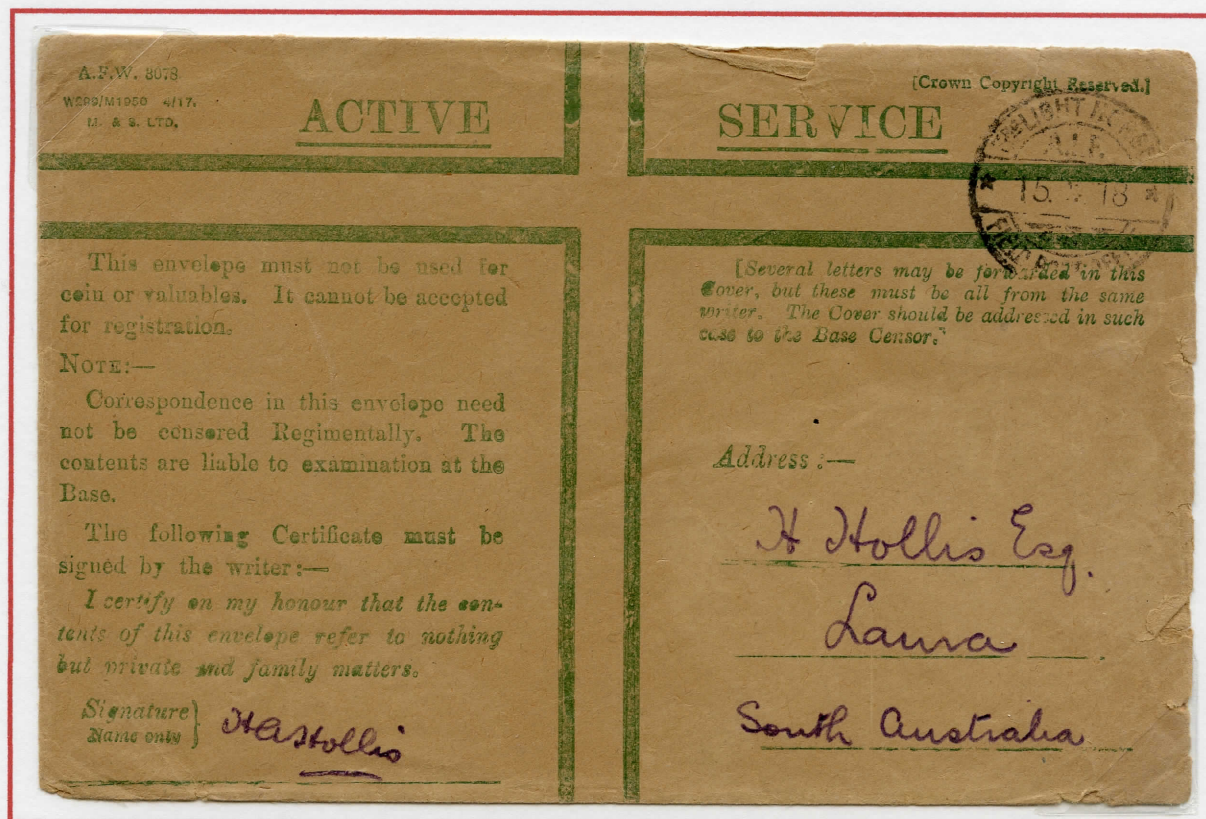 A.F.W. 3078.
M. & S. LTD.
ACTIVE SERVICE
[Crown Copyright Reserved.]
LIGHT HORSE
A.I.F.
15. 18
FIELD POST OFFICE
This envelope must not be used for
coin or valuables. It cannot be accepted
for registration.
NOTE:—
Correspondence in this envelope need
not be censored Regimentally. The
contents are liable to examination at the
Base.
The following Certificate must be
signed by the writer:—
I certify on my honour that the con-
tents of this envelope refer to nothing
but private and family matters.
Signature
Name only } H A Hollis
[Several letters may be forwarded in this
Cover, but these must be all from the same
writer. The Cover should be addressed in such
case to the Base Censor.]
Address:—
H Hollis Esq.
Laura
South Australia